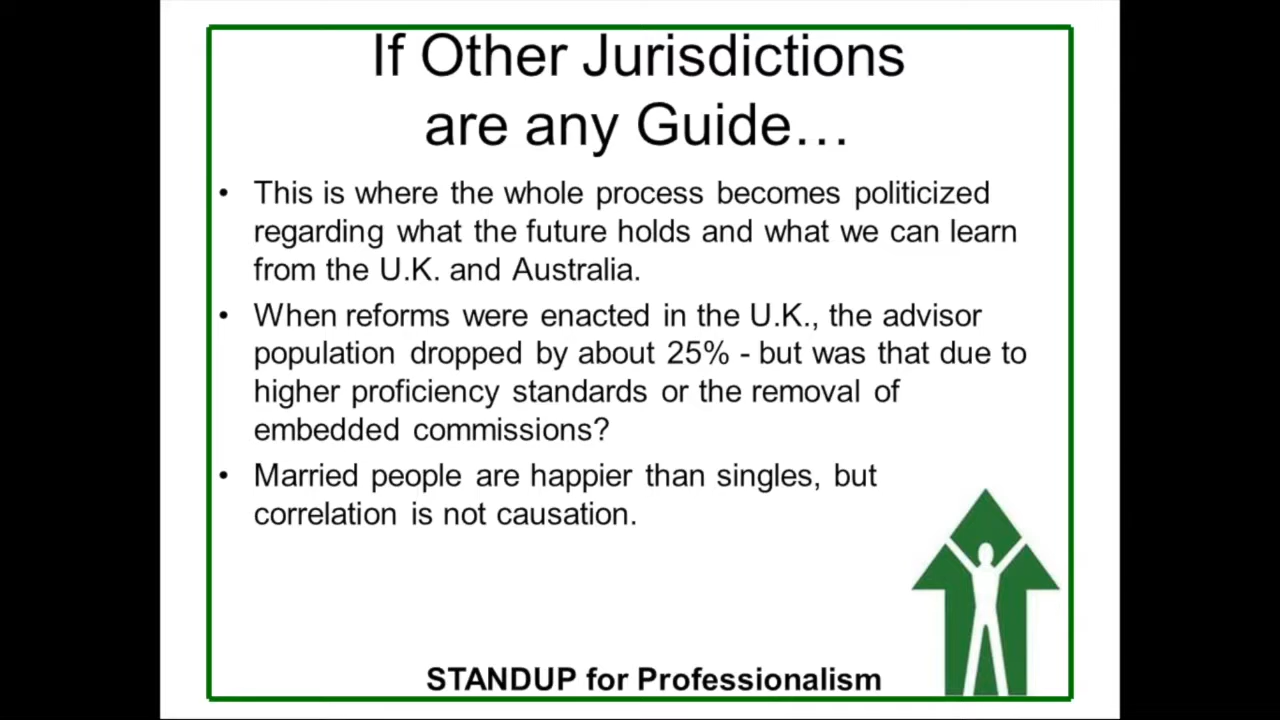 If Other Jurisdictions
are any Guide…
• This is where the whole process becomes politicized
regarding what the future holds and what we can learn
from the U.K. and Australia.
• When reforms were enacted in the U.K., the advisor
population dropped by about 25% - but was that due to
higher proficiency standards or the removal of
embedded commissions?
• Married people are happier than singles, but
correlation is not causation.
STANDUP for Professionalism